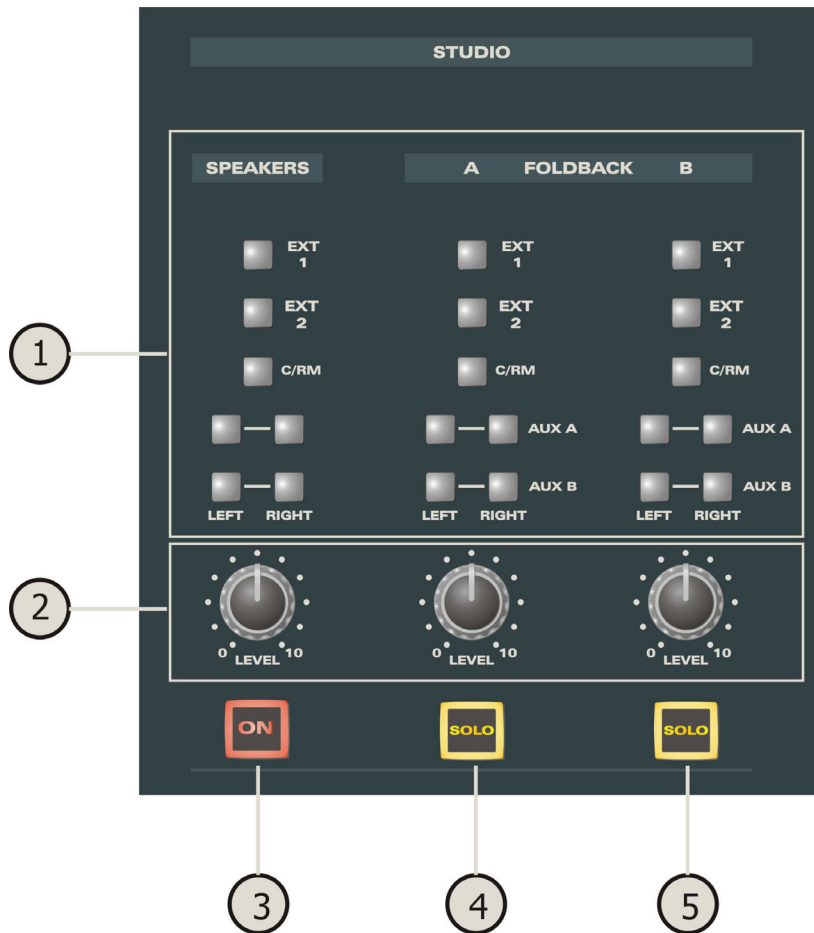 STUDIO
SPEAKERS A FOLDBACK B
EXT 1 EXT 1 EXT 1
EXT 2 EXT 2 EXT 2
1
C/RM C/RM C/RM
AUX A AUX A
AUX B AUX B
LEFT RIGHT LEFT RIGHT LEFT RIGHT
2
0 LEVEL 10 0 LEVEL 10 0 LEVEL 10
ON SOLO SOLO
3 4 5